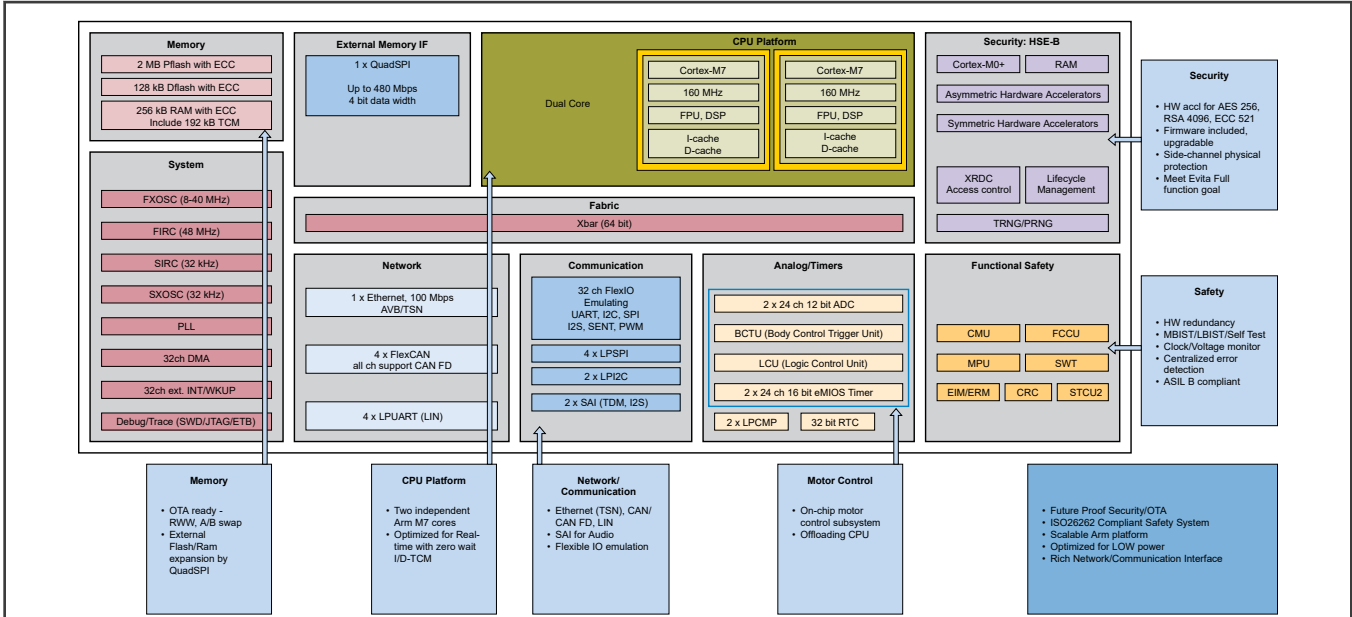 Memory
2 MB Pflash with ECC
128 kB Dflash with ECC
256 kB RAM with ECC
Include 192 kB TCM
System
FXOSC (8-40 MHz)
FIRC (48 MHz)
SIRC (32 kHz)
SXOSC (32 kHz)
PLL
32ch DMA
32ch ext. INT/WKUP
Debug/Trace (SWD/JTAG/ETB)
External Memory IF
1 x QuadSPI
Up to 480 Mbps
4 bit data width
CPU Platform
Dual Core
Cortex-M7
160 MHz
FPU, DSP
I-cache
D-cache
Cortex-M7
160 MHz
FPU, DSP
I-cache
D-cache
Fabric
Xbar (64 bit)
Network
1 x Ethernet, 100 Mbps
AVB/TSN
4 x FlexCAN
all ch support CAN FD
4 x LPUART (LIN)
Communication
32 ch FlexIO
Emulating
UART, I2C, SPI
I2S, SENT, PWM
4 x LPSPI
2 x LPI2C
2 x SAI (TDM, I2S)
Analog/Timers
2 x 24 ch 12 bit ADC
BCTU (Body Control Trigger Unit)
LCU (Logic Control Unit)
2 x 24 ch 16 bit eMIOS Timer
2 x LPCMP
32 bit RTC
Security: HSE-B
Cortex-M0+
RAM
Asymmetric Hardware Accelerators
Symmetric Hardware Accelerators
XRDC
Access control
Lifecycle
Management
TRNG/PRNG
Functional Safety
CMU
FCCU
MPU
SWT
EIM/ERM
CRC
STCU2
Security
• HW accl for AES 256,
RSA 4096, ECC 521
• Firmware included,
upgradable
• Side-channel physical
protection
• Meet Evita Full
function goal
Safety
• HW redundancy
• MBIST/LBIST/Self Test
• Clock/Voltage monitor
• Centralized error
detection
• ASIL B compliant
Memory
• OTA ready -
RWW, A/B swap
• External
Flash/Ram
expansion by
QuadSPI
CPU Platform
• Two independent
Arm M7 cores
• Optimized for Real-
time with zero wait
I/D-TCM
Network/
Communication
• Ethernet (TSN), CAN/
CAN FD, LIN
• SAI for Audio
• Flexible IO emulation
Motor Control
• On-chip motor
control subsystem
• Offloading CPU
• Future Proof Security/OTA
• ISO26262 Compliant Safety System
• Scalable Arm platform
• Optimized for LOW power
• Rich Network/Communication Interface